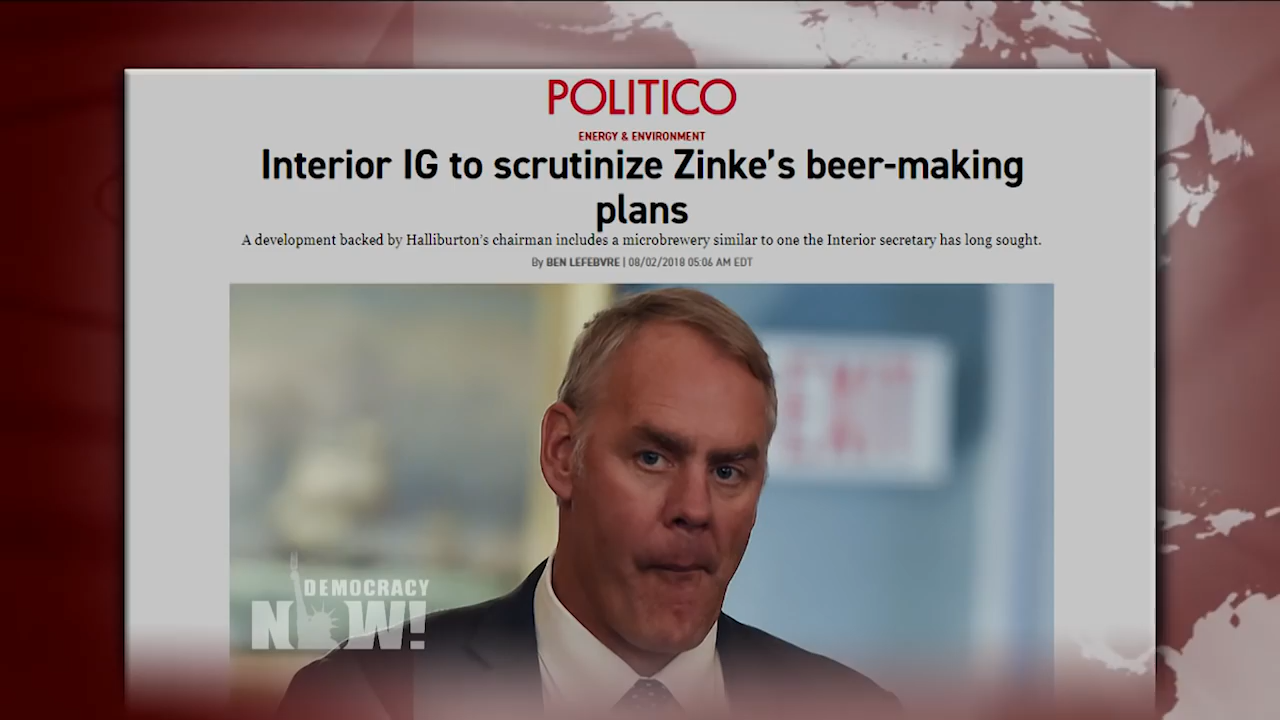 POLITICO
ENERGY & ENVIRONMENT
Interior IG to scrutinize Zinke's beer-making
plans
A development backed by Halliburton's chairman includes a microbrewery similar to one the Interior secretary has long sought.
By BEN LEFEBVRE | 08/02/2018 05:06 AM EDT
EXIT
DEMOCRACY
NOW!